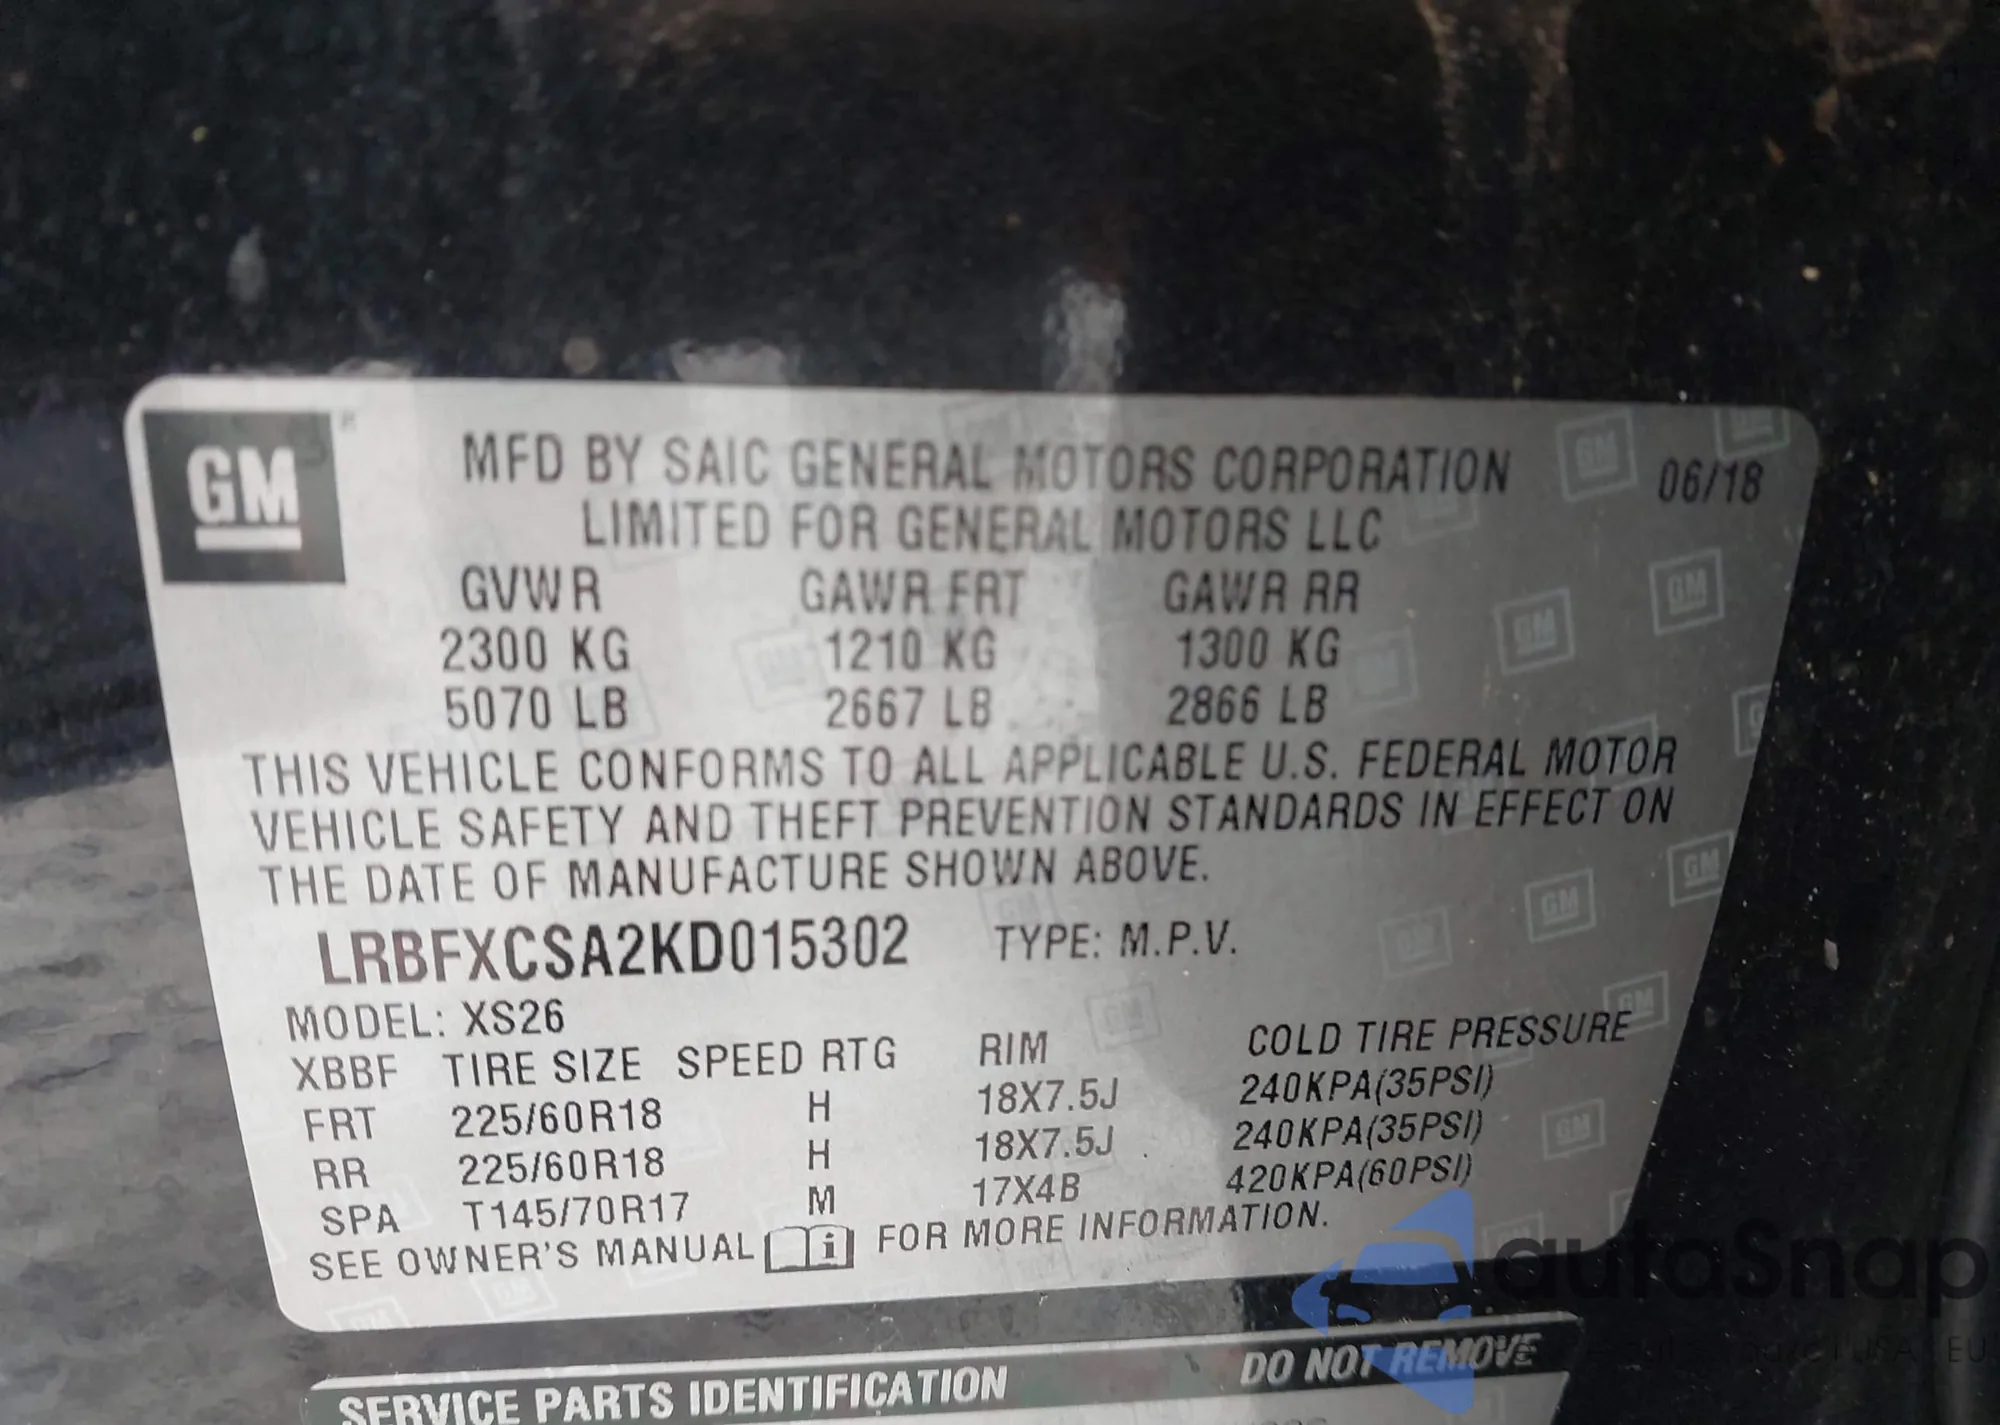 GM
MFD BY SAIC GENERAL MOTORS CORPORATION 06/18
LIMITED FOR GENERAL MOTORS LLC
GVWR GAWR FRT GAWR RR
2300 KG 1210 KG 1300 KG
5070 LB 2667 LB 2866 LB
THIS VEHICLE CONFORMS TO ALL APPLICABLE U.S. FEDERAL MOTOR
VEHICLE SAFETY AND THEFT PREVENTION STANDARDS IN EFFECT ON
THE DATE OF MANUFACTURE SHOWN ABOVE.
LRBFXCSA2KD015302 TYPE: M.P.V.
MODEL: XS26
XBBF TIRE SIZE SPEED RTG RIM COLD TIRE PRESSURE
FRT 225/60R18 H 18X7.5J 240KPA(35PSI)
RR 225/60R18 H 18X7.5J 240KPA(35PSI)
SPA T145/70R17 M 17X4B 420KPA(60PSI)
SEE OWNER'S MANUAL i FOR MORE INFORMATION.
autoSnap
SERVICE PARTS IDENTIFICATION DO NOT REMOVE